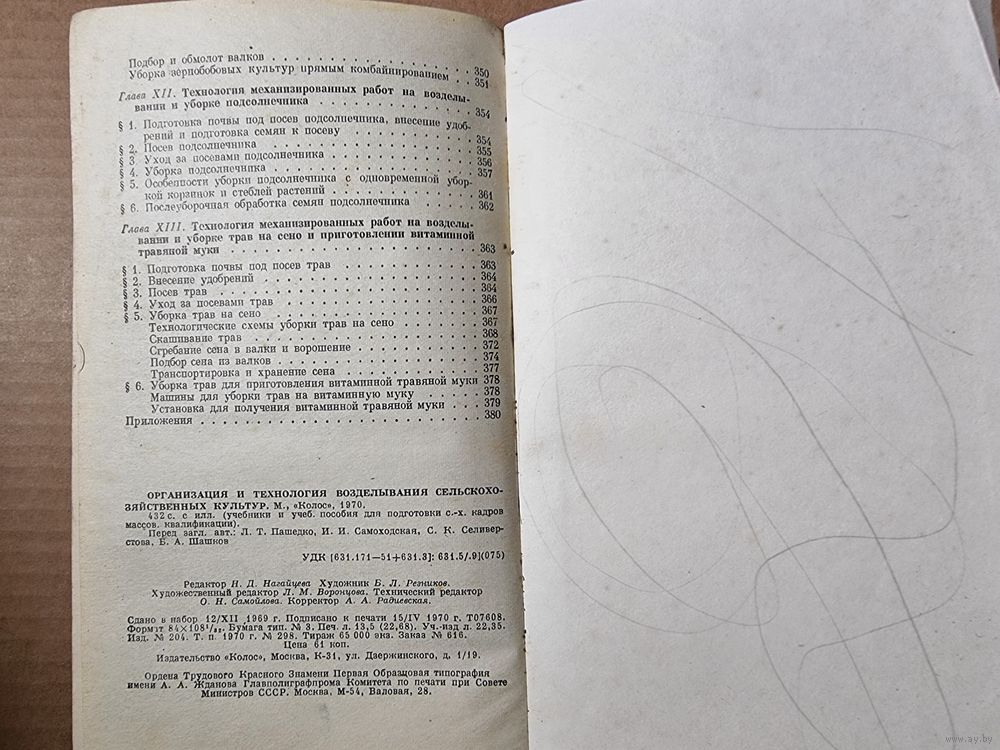 Подбор и обмолот валков . . . . . . . . . . . . . . . . 350
Уборка зернобобовых культур прямым комбайнированием . . 351
Глава XII. Технология механизированных работ на возделы-
вании и уборке подсолнечника . . . . . . . . . . . . . 354
§ 1. Подготовка почвы под посев подсолнечника, внесение удоб-
рений и подготовка семян к посеву . . . . . . . . . . . 354
§ 2. Посев подсолнечника . . . . . . . . . . . . . . . . 355
§ 3. Уход за посевами подсолнечника . . . . . . . . . . . 356
§ 4. Уборка подсолнечника . . . . . . . . . . . . . . . . 357
§ 5. Особенности уборки подсолнечника с одновременной убор-
кой корзинок и стеблей растений . . . . . . . . . . . . 361
§ 6. Послеуборочная обработка семян подсолнечника . . . . 362
Глава XIII. Технология механизированных работ на возделы-
вании и уборке трав на сено и приготовлении витаминной
травяной муки . . . . . . . . . . . . . . . . . . . . . 363
§ 1. Подготовка почвы под посев трав . . . . . . . . . . 363
§ 2. Внесение удобрений . . . . . . . . . . . . . . . . . 364
§ 3. Посев трав . . . . . . . . . . . . . . . . . . . . . 364
§ 4. Уход за посевами трав . . . . . . . . . . . . . . . 366
§ 5. Уборка трав на сено . . . . . . . . . . . . . . . . 367
Технологические схемы уборки трав на сено . . . . . . . 367
Скашивание трав . . . . . . . . . . . . . . . . . . . . 368
Сгребание сена в валки и ворошение . . . . . . . . . . . 372
Подбор сена из валков . . . . . . . . . . . . . . . . . 374
Транспортировка и хранение сена . . . . . . . . . . . . 377
§ 6. Уборка трав для приготовления витаминной травяной муки 378
Машины для уборки трав на витаминную муку . . . . . . . 378
Установка для получения витаминной травяной муки . . . 379
Приложения . . . . . . . . . . . . . . . . . . . . . . . 380
ОРГАНИЗАЦИЯ И ТЕХНОЛОГИЯ ВОЗДЕЛЫВАНИЯ СЕЛЬСКОХО-
ЗЯЙСТВЕННЫХ КУЛЬТУР. М., «Колос», 1970.
432 с. с илл. (учебники и учеб. пособия для подготовки с.-х. кадров
массов. квалификации).
Перед загл. авт.: Л. Т. Пашедко, И. И. Самоходская, С. К. Селивер-
стова, Б. А. Шашков
УДК [631.171—51+631.3]: 631.5/.9](075)
Редактор Н. Д. Нагайцева Художник Б. Л. Резников.
Художественный редактор Л. М. Воронцова. Технический редактор
О. Н. Самойлова. Корректор А. А. Радиевская.
Сдано в набор 12/XII 1969 г. Подписано к печати 15/IV 1970 г. Т07608.
Формат 84×108¹/₃₂. Бумага тип. № 3. Печ. л. 13,5 (22,68). Уч.-изд л. 22,35.
Изд. № 204. Т. п. 1970 г. № 298. Тираж 65 000 экз. Заказ № 616.
Цена 61 коп.
Издательство «Колос», Москва, К-31, ул. Дзержинского, д. 1/19.
Ордена Трудового Красного Знамени Первая Образцовая типография
имени А. А. Жданова Главполиграфпрома Комитета по печати при Совете
Министров СССР. Москва, М-54, Валовая, 28.
www.ay.by